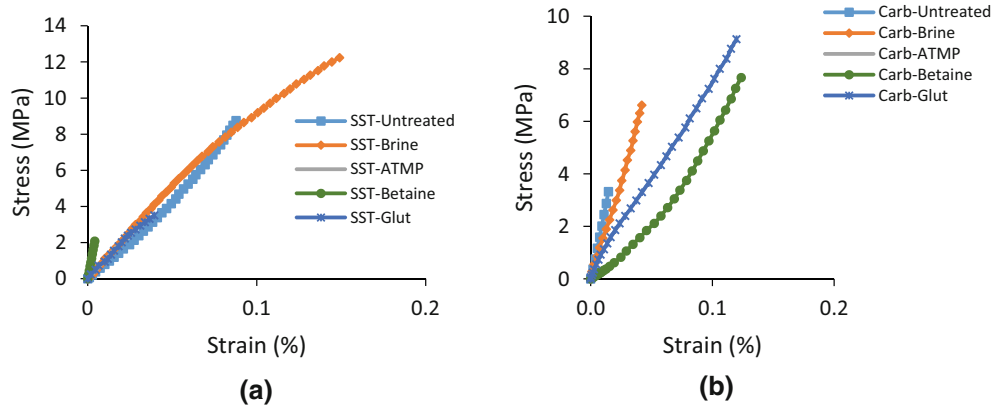 14
12
10
8
6
4
2
0
Stress (MPa)
0
0.1
0.2
Strain (%)
SST-Untreated
SST-Brine
SST-ATMP
SST-Betaine
SST-Glut
(a)
10
8
6
4
2
0
Stress (MPa)
0.0
0.1
0.2
Strain (%)
Carb-Untreated
Carb-Brine
Carb-ATMP
Carb-Betaine
Carb-Glut
(b)